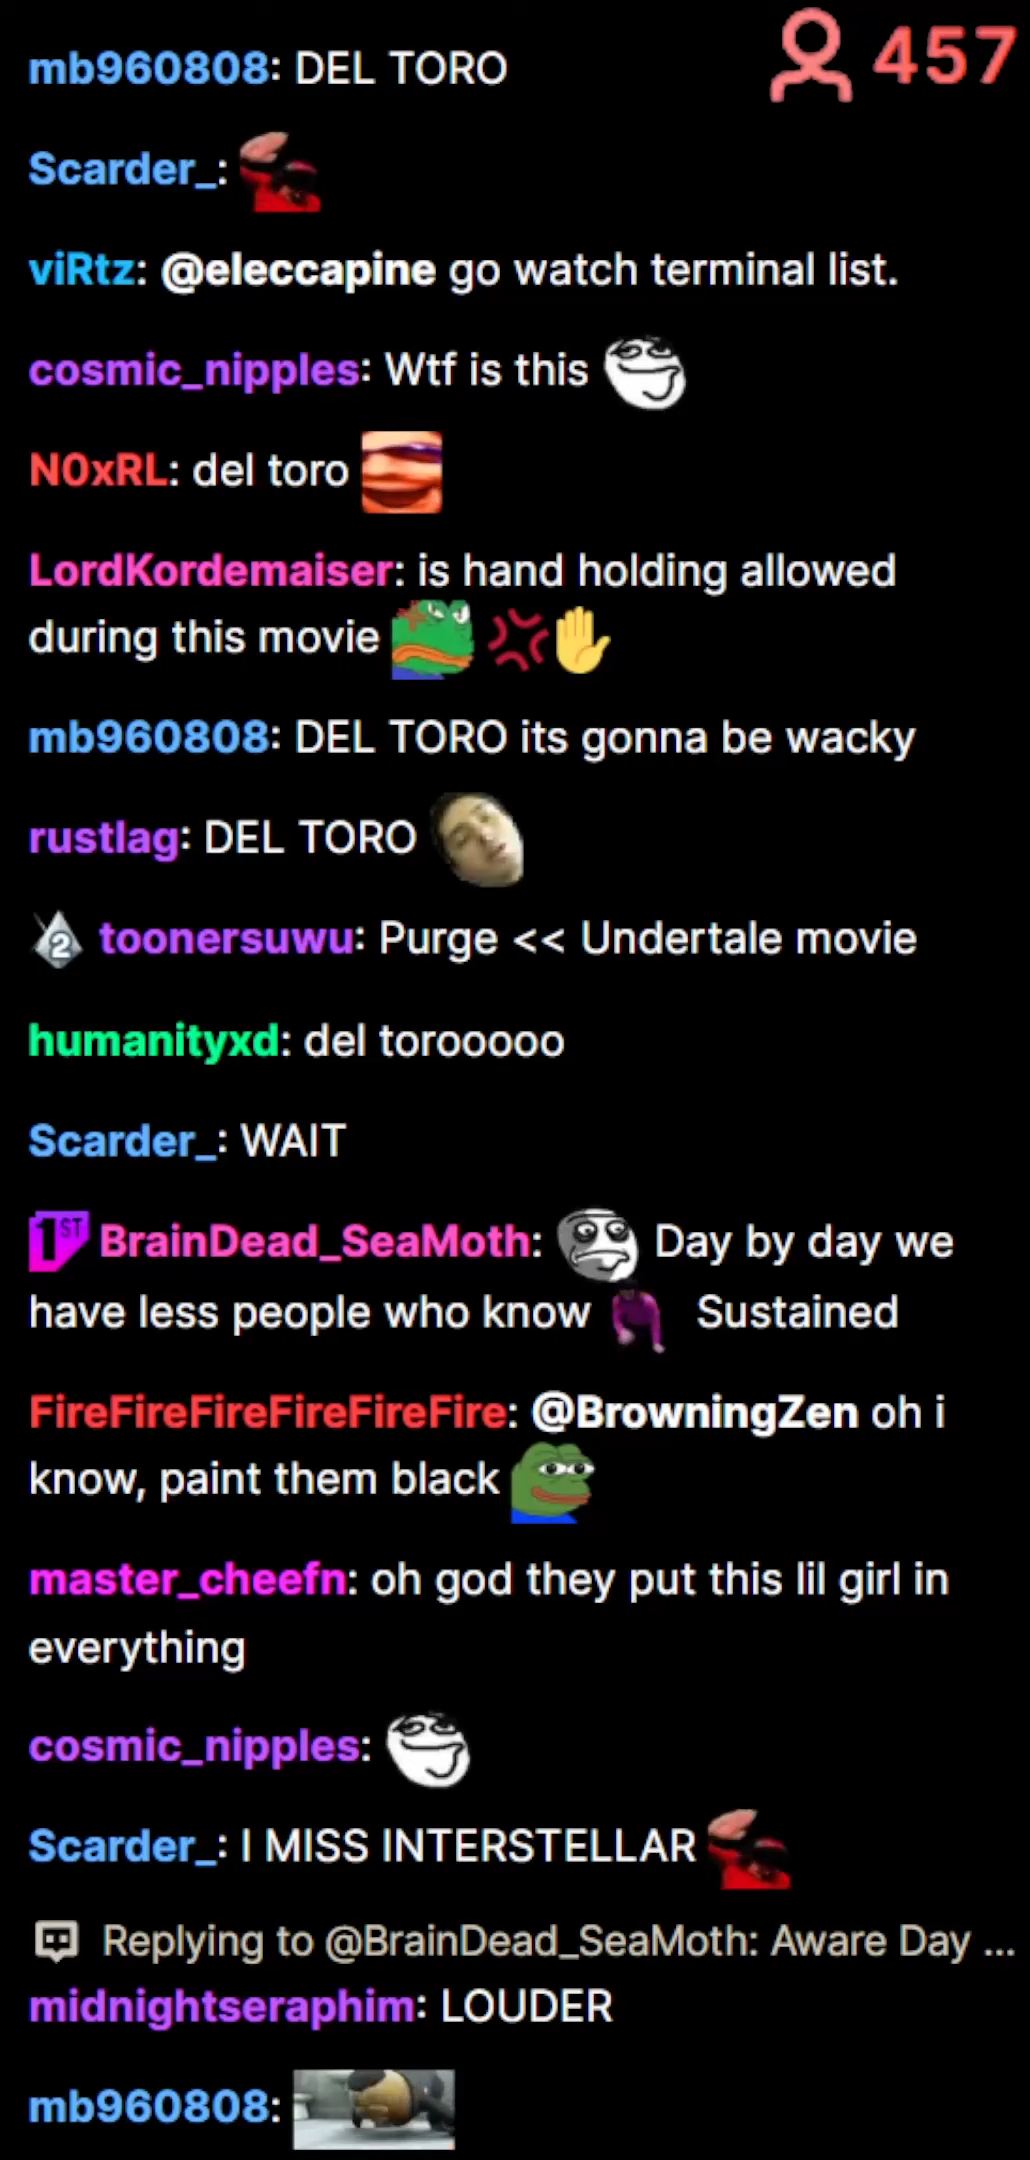 mb960808: DEL TORO
457
Scarder_:
viRtz: @eleccapine go watch terminal list.
cosmic_nipples: Wtf is this
N0xRL: del toro
LordKordemaiser: is hand holding allowed
during this movie
mb960808: DEL TORO its gonna be wacky
rustlag: DEL TORO
2 toonersuwu: Purge << Undertale movie
humanityxd: del torooooo
Scarder_: WAIT
1ST BrainDead_SeaMoth: Day by day we
have less people who know Sustained
FireFireFireFireFireFire: @BrowningZen oh i
know, paint them black
master_cheefn: oh god they put this lil girl in
everything
cosmic_nipples:
Scarder_: I MISS INTERSTELLAR
Replying to @BrainDead_SeaMoth: Aware Day ...
midnightseraphim: LOUDER
mb960808: